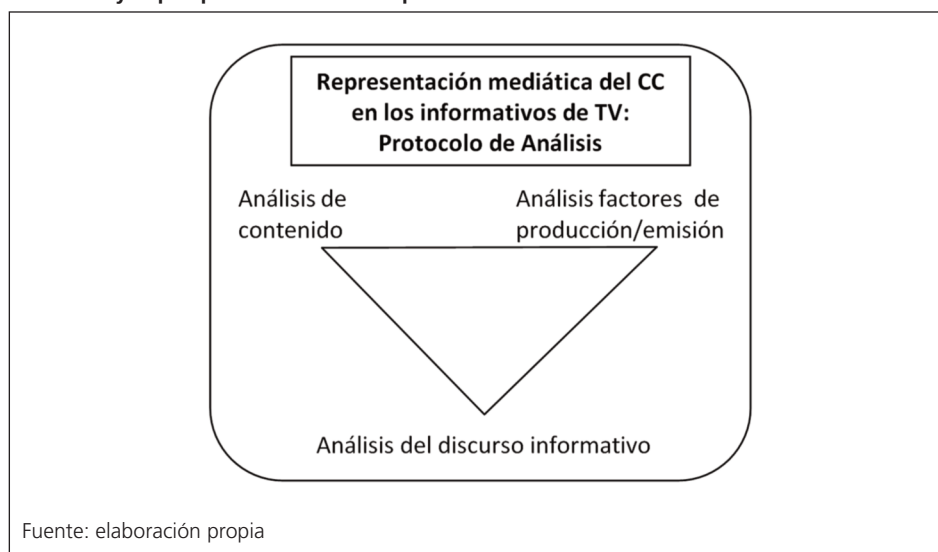 Representación mediática del CC
en los informativos de TV:
Protocolo de Análisis
Análisis de
contenido
Análisis factores de
producción/emisión
Análisis del discurso informativo
Fuente: elaboración propia